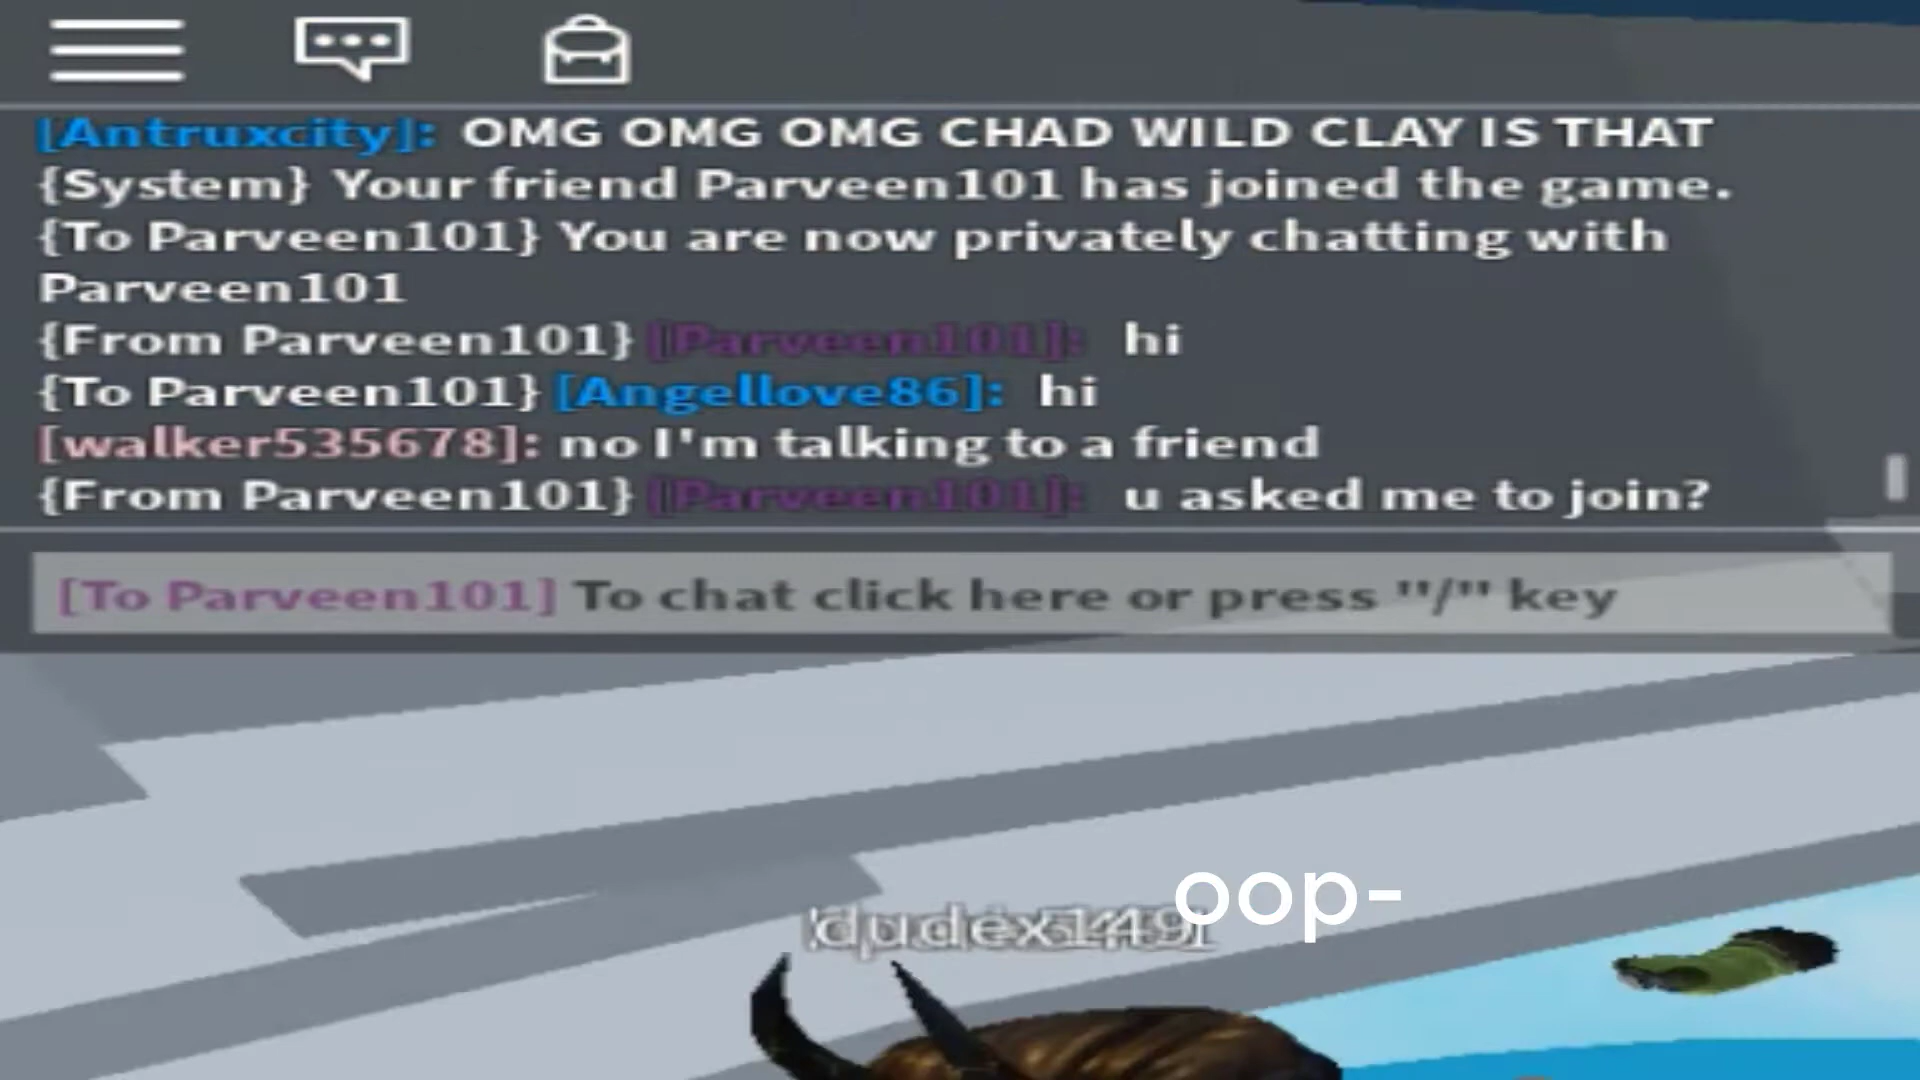 [Antruxcity]: OMG OMG OMG CHAD WILD CLAY IS THAT
{System} Your friend Parveen101 has joined the game.
{To Parveen101} You are now privately chatting with
Parveen101
{From Parveen101} [Parveen101]: hi
{To Parveen101} [Angellove86]: hi
[walker535678]: no I'm talking to a friend
{From Parveen101} [Parveen101]: u asked me to join?
[To Parveen101] To chat click here or press "/" key
oop-